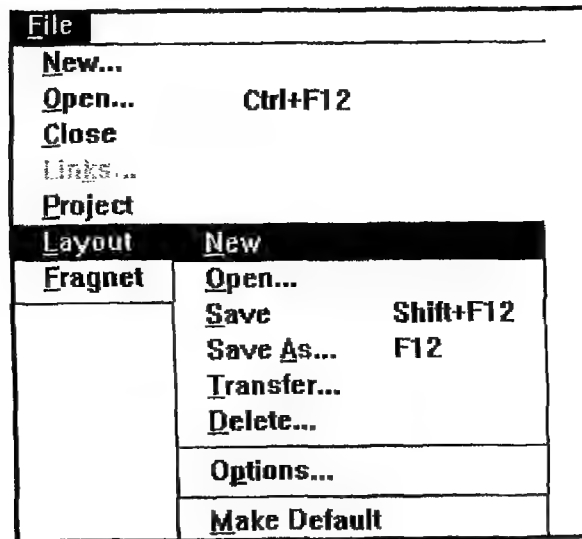 File
New...
Open... Ctrl+F12
Close
Links...
Project
Layout New
Fragnet Open...
Save Shift+F12
Save As... F12
Transfer...
Delete...
Options...
Make Default